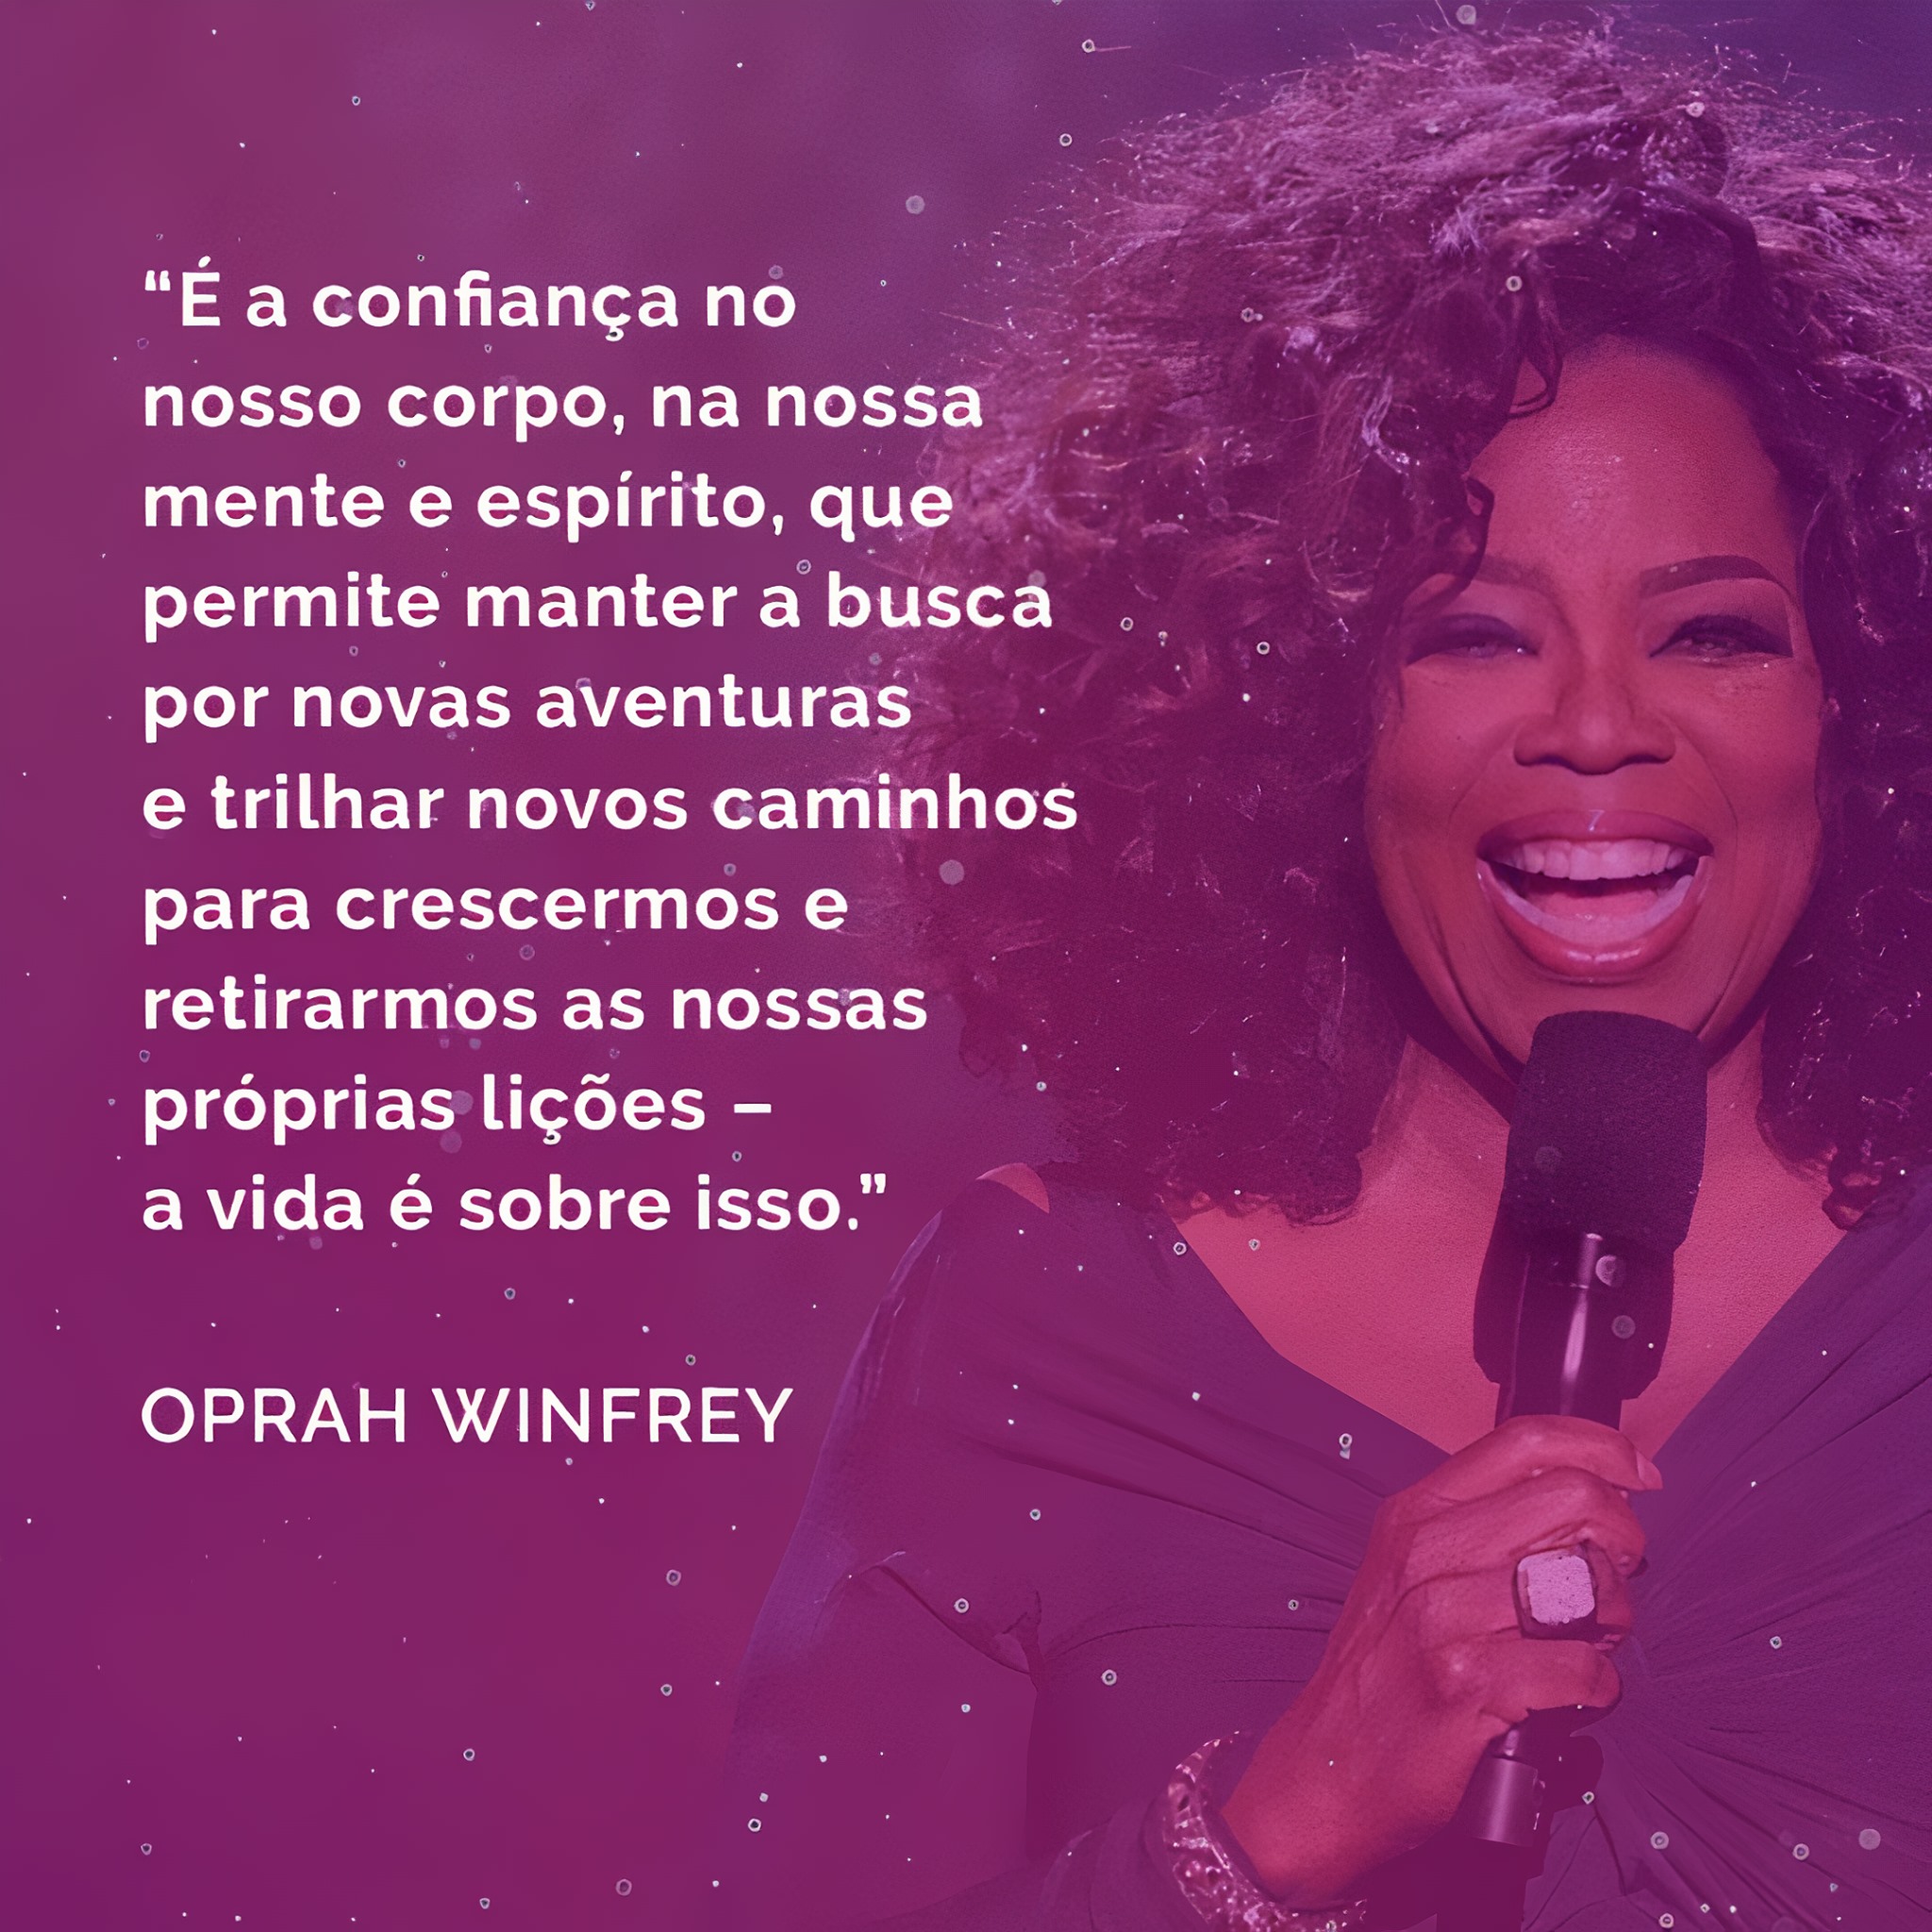 “É a confiança no
nosso corpo, na nossa
mente e espírito, que
permite manter a busca
por novas aventuras
e trilhar novos caminhos
para crescermos e
retirarmos as nossas
próprias lições –
a vida é sobre isso.”
OPRAH WINFREY